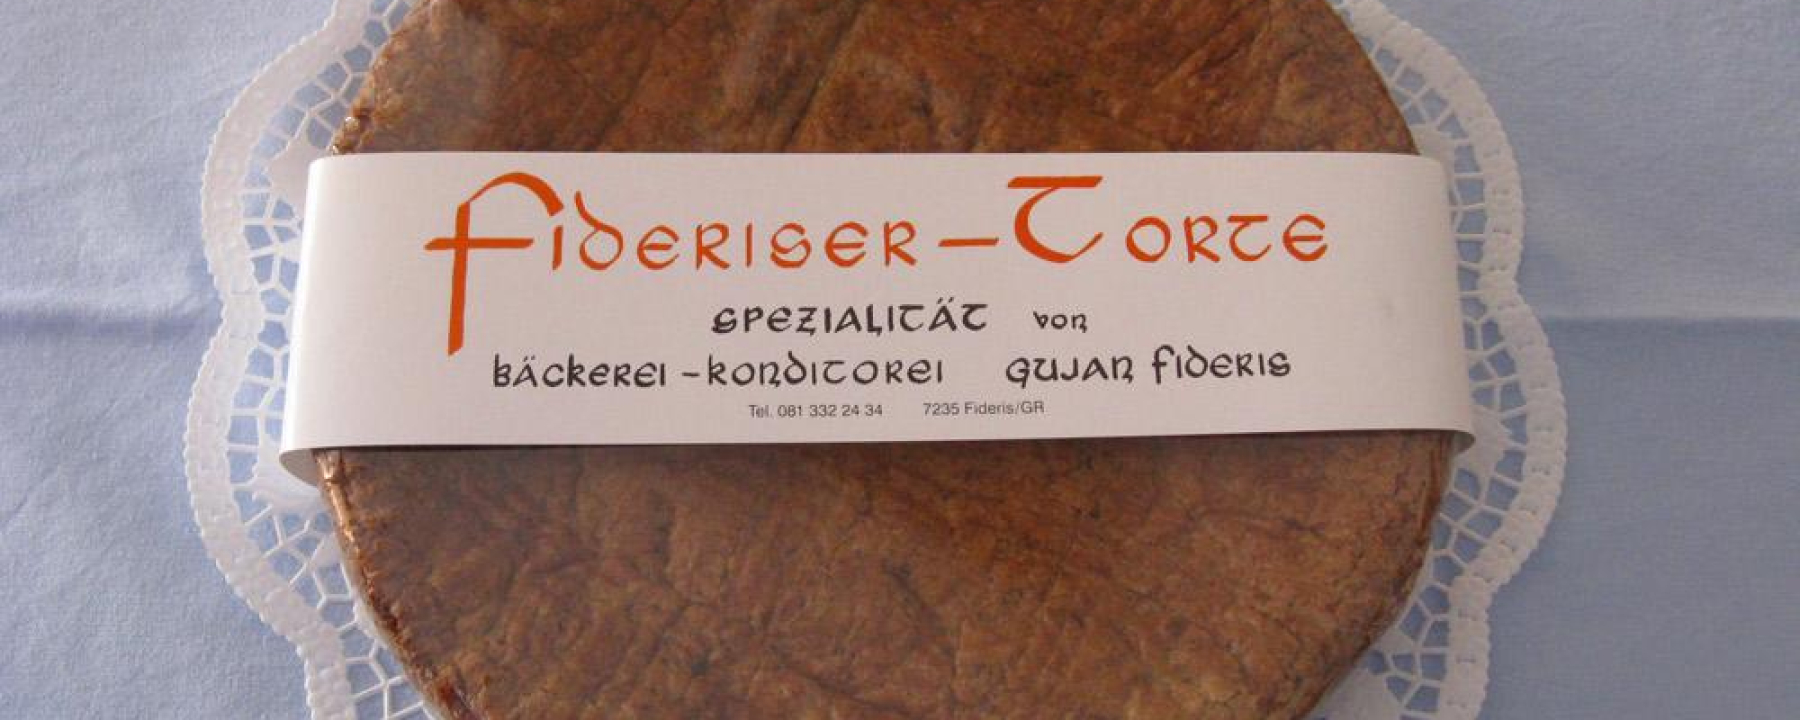 Fideriser-Torte
Spezialität von
Bäckerei-Konditorei Gujan Fideris
Tel. 081 332 24 34 7235 Fideris/GR